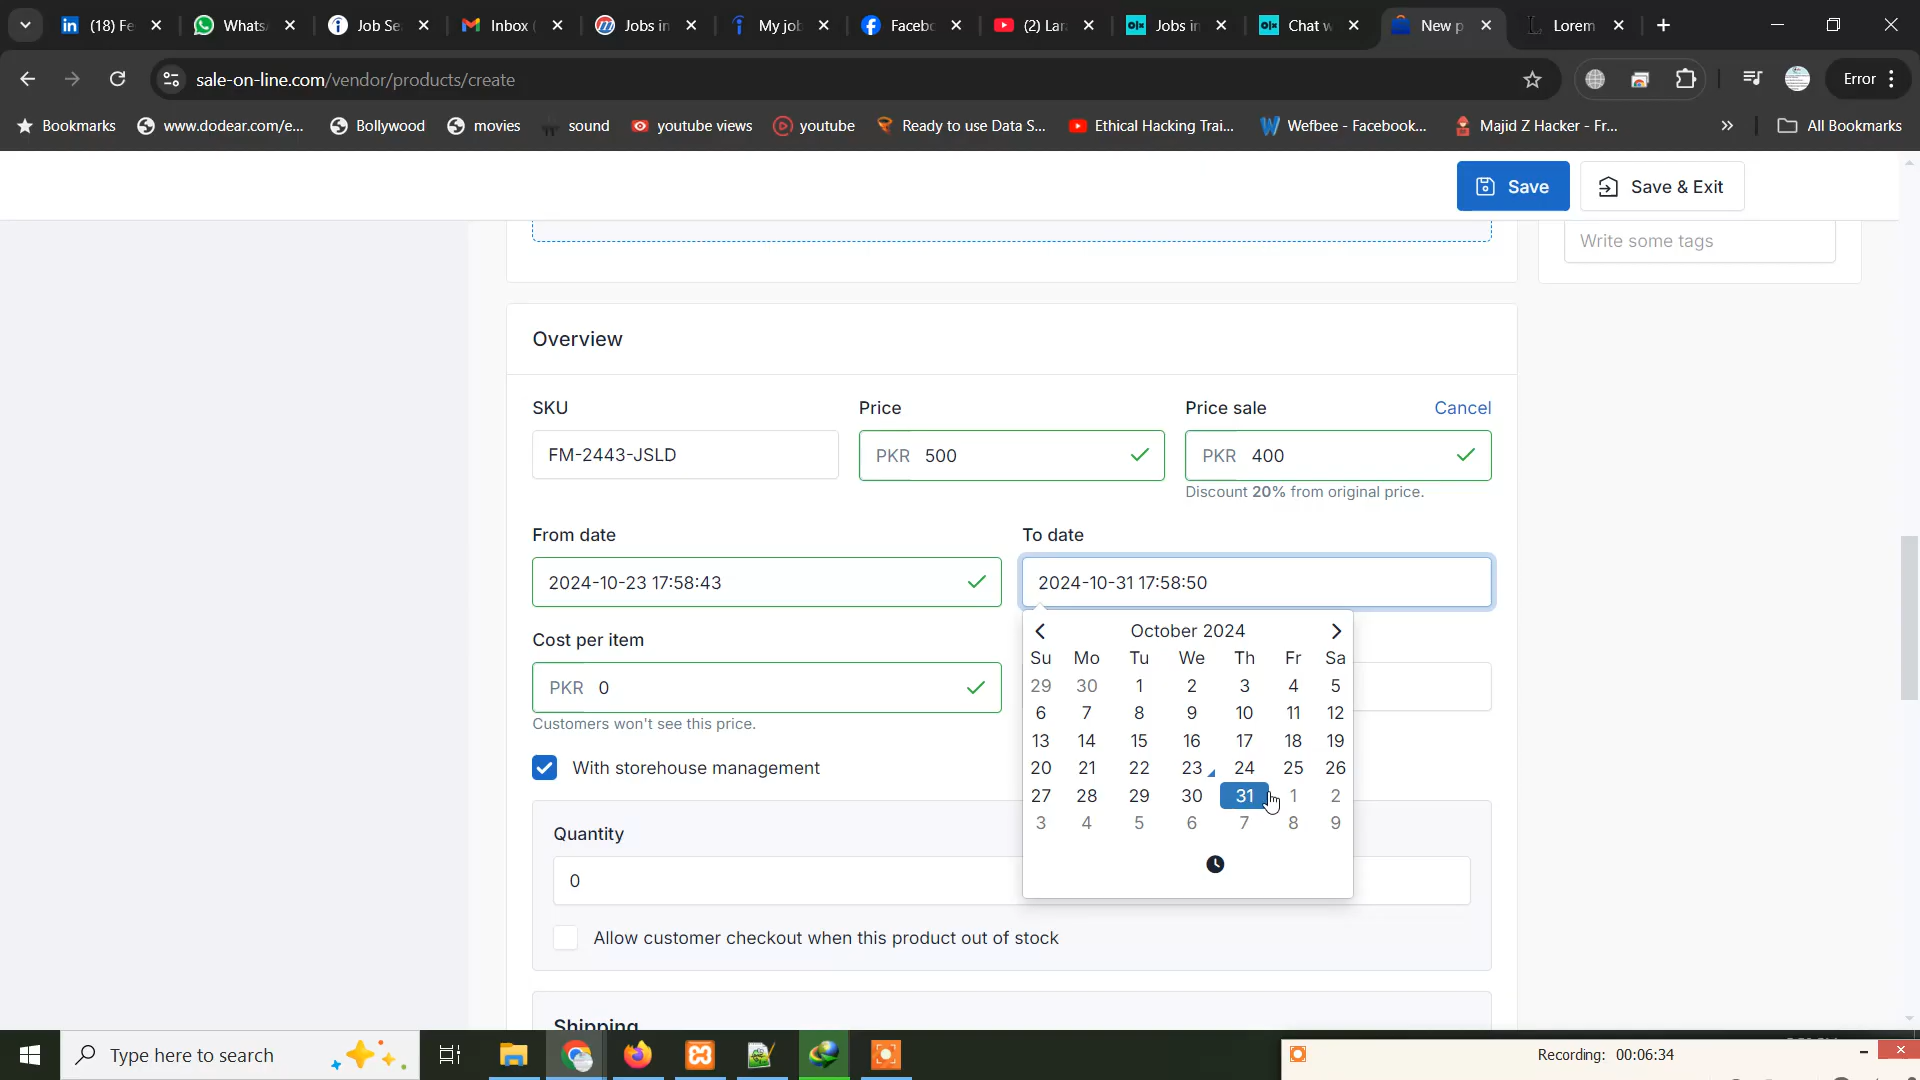 (18) Fe
Whats
Job Se
Inbox (
Jobs in
My job
Facebo
(2) Lar
Jobs in
Chat w
New p
Lorem
sale-on-line.com/vendor/products/create
Error
Bookmarks
www.dodear.com/e...
Bollywood
movies
sound
youtube views
youtube
Ready to use Data S...
Ethical Hacking Trai...
Wefbee - Facebook...
Majid Z Hacker - Fr...
All Bookmarks
Save
Save & Exit
Write some tags
Overview
SKU
Price
Price sale
Cancel
FM-2443-JSLD
PKR 500
PKR 400
Discount 20% from original price.
From date
To date
2024-10-23 17:58:43
2024-10-31 17:58:50
October 2024
Su Mo Tu We Th Fr Sa
29 30 1 2 3 4 5
6 7 8 9 10 11 12
13 14 15 16 17 18 19
20 21 22 23 24 25 26
27 28 29 30 31 1 2
3 4 5 6 7 8 9
Cost per item
PKR 0
Customers won't see this price.
With storehouse management
Quantity
0
Allow customer checkout when this product out of stock
Shipping
Type here to search
Recording: 00:06:34